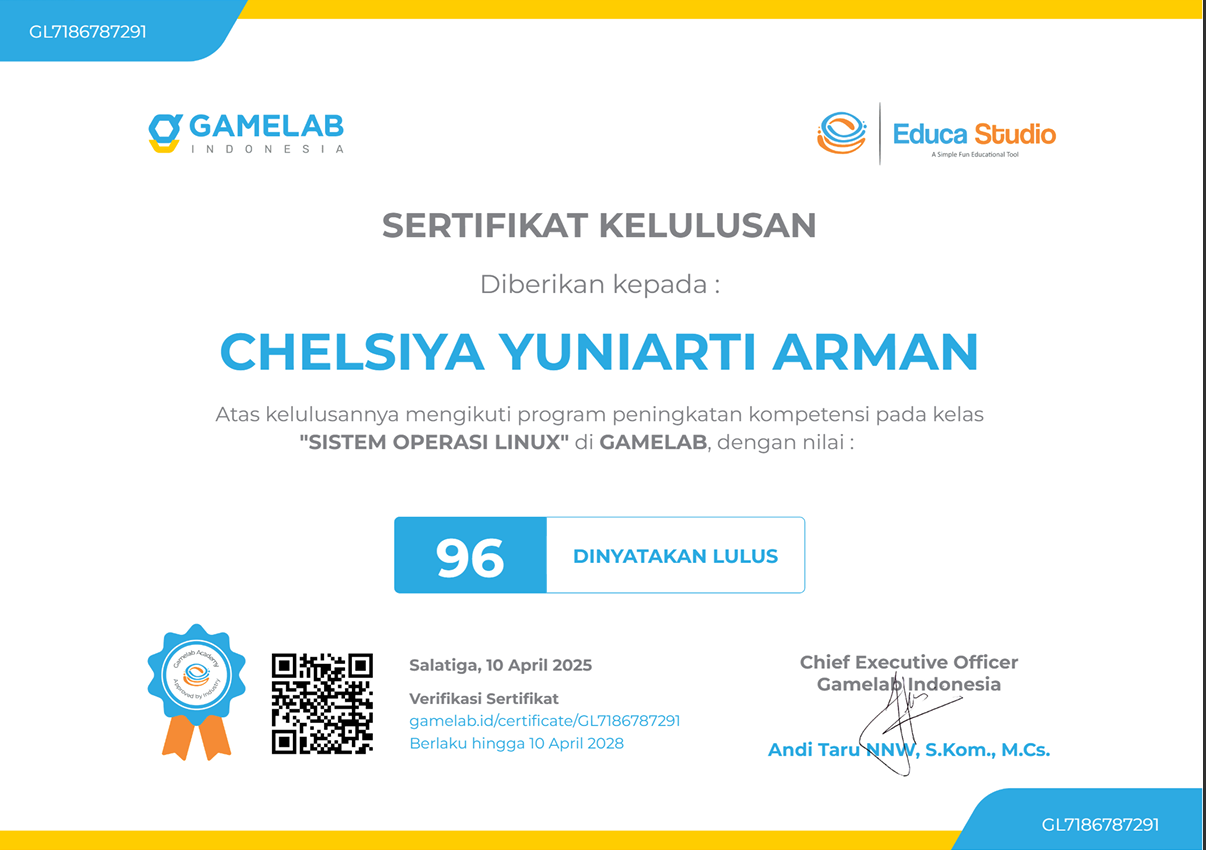 GL7186787291
GAMELAB
INDONESIA
Educa Studio
A Simple Fun Educational Tool
SERTIFIKAT KELULUSAN
Diberikan kepada :
CHELSIYA YUNIARTI ARMAN
Atas kelulusannya mengikuti program peningkatan kompetensi pada kelas
"SISTEM OPERASI LINUX" di GAMELAB, dengan nilai :
96
DINYATAKAN LULUS
Gamelab Academy
Approved by Industry
Salatiga, 10 April 2025
Verifikasi Sertifikat
gamelab.id/certificate/GL7186787291
Berlaku hingga 10 April 2028
Chief Executive Officer
Gamelab Indonesia
Andi Taru NNW, S.Kom., M.Cs.
GL7186787291